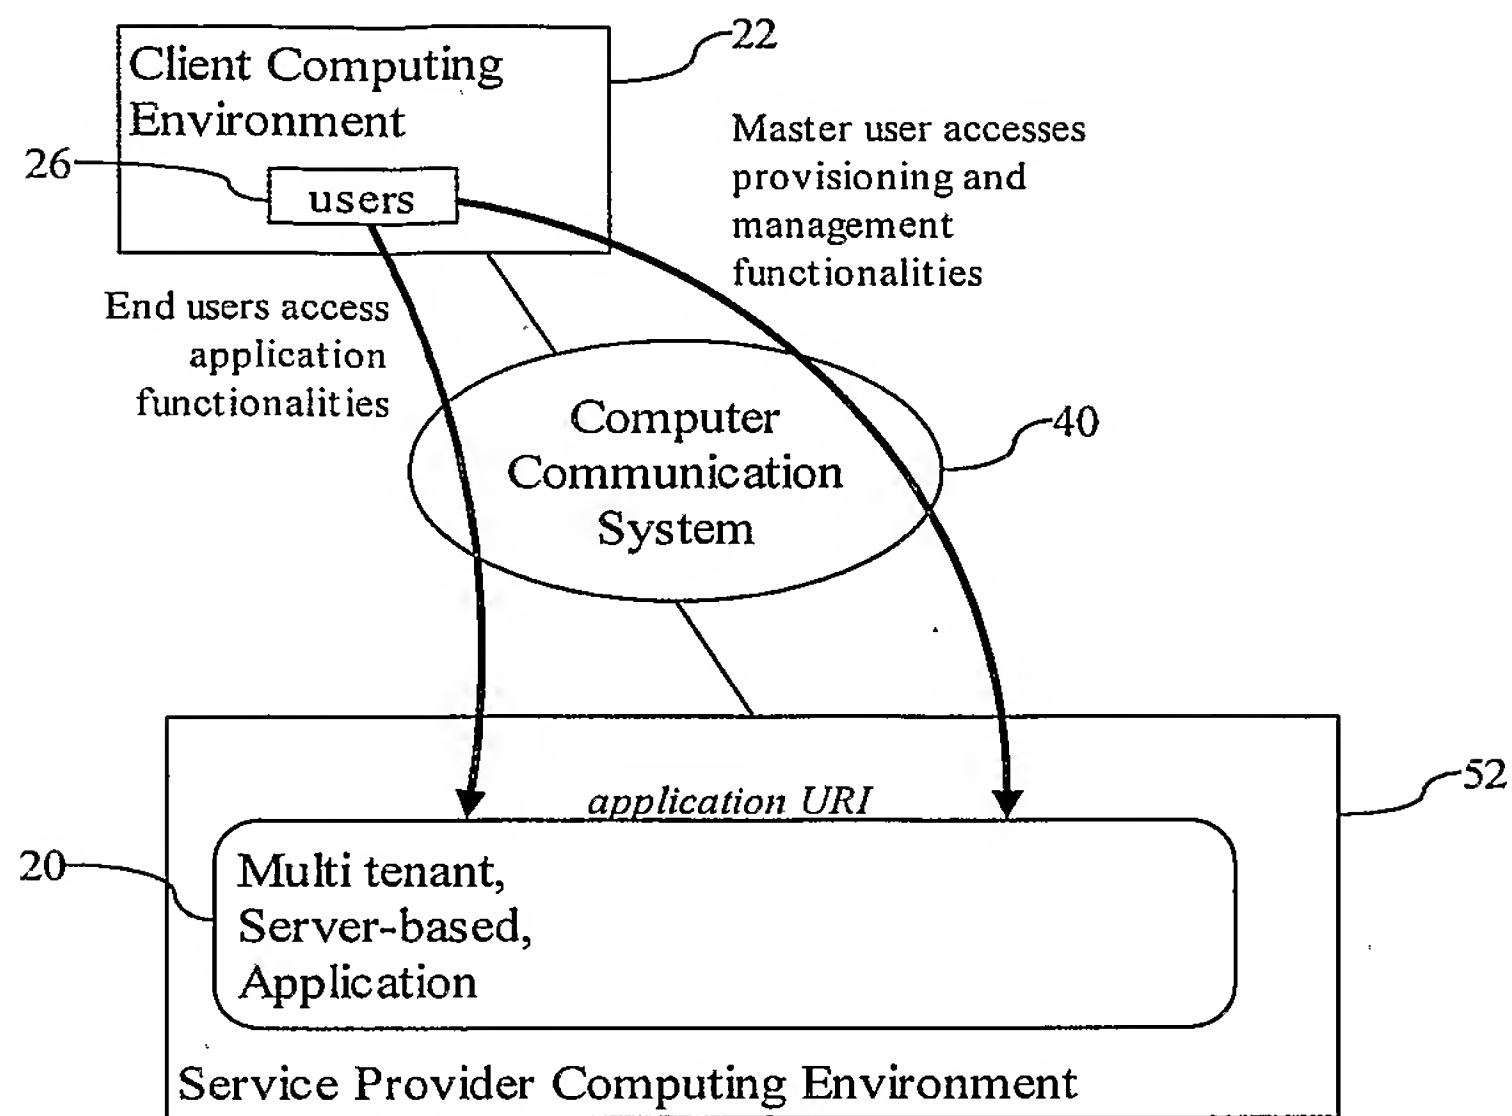 22
Client Computing
Environment
Master user accesses
provisioning and
management
functionalities
26
users
End users access
application
functionalities
Computer
Communication
System
40
52
application URI
20
Multi tenant,
Server-based,
Application
Service Provider Computing Environment